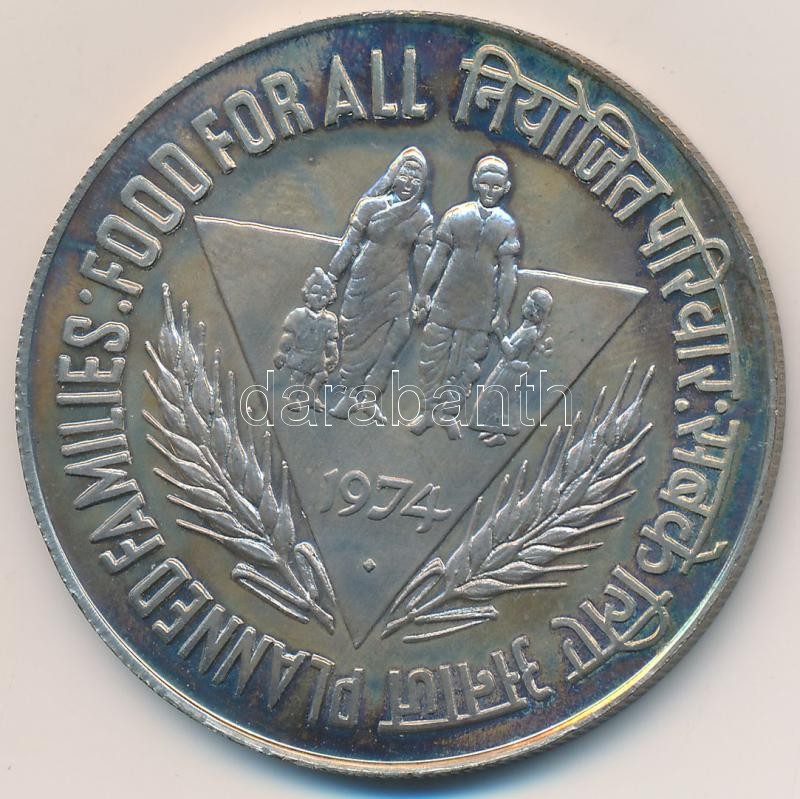 PLANNED FAMILIES: FOOD FOR ALL
नियोजित परिवार: सबके लिए अनाज
1974
darabanth